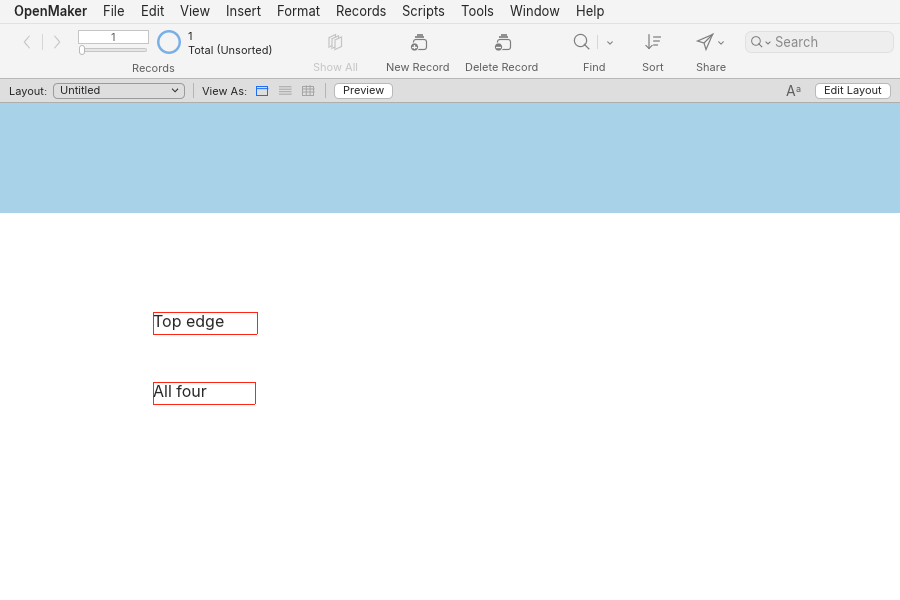 OpenMaker File Edit View Insert Format Records Scripts Tools Window Help
1
1
Total (Unsorted)
Records
Show All
New Record
Delete Record
Find
Sort
Share
Search
Layout: Untitled
View As:
Preview
Aa
Edit Layout
Top edge
All four